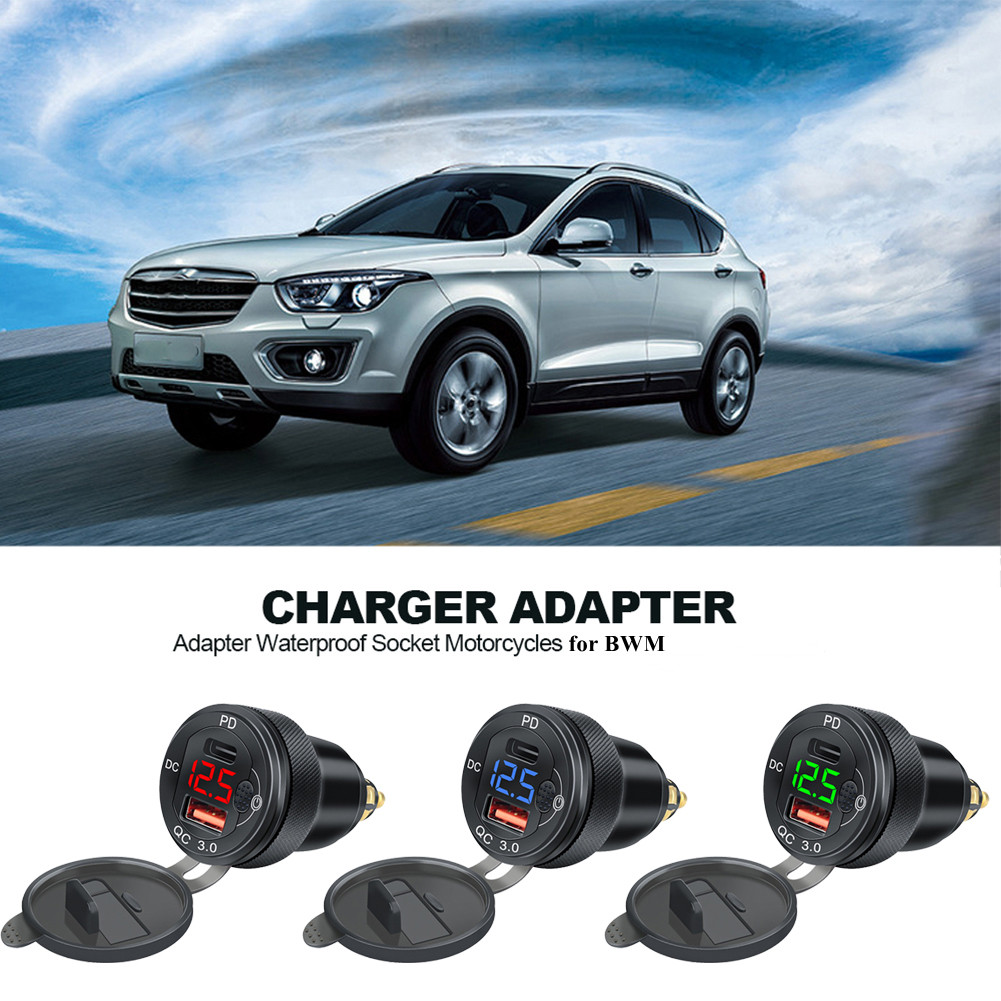 CHARGER ADAPTER
Adapter Waterproof Socket Motorcycles for BWM
PD
DC
12.5
QC 3.0
PD
DC
12.5
QC 3.0
PD
DC
12.5
QC 3.0